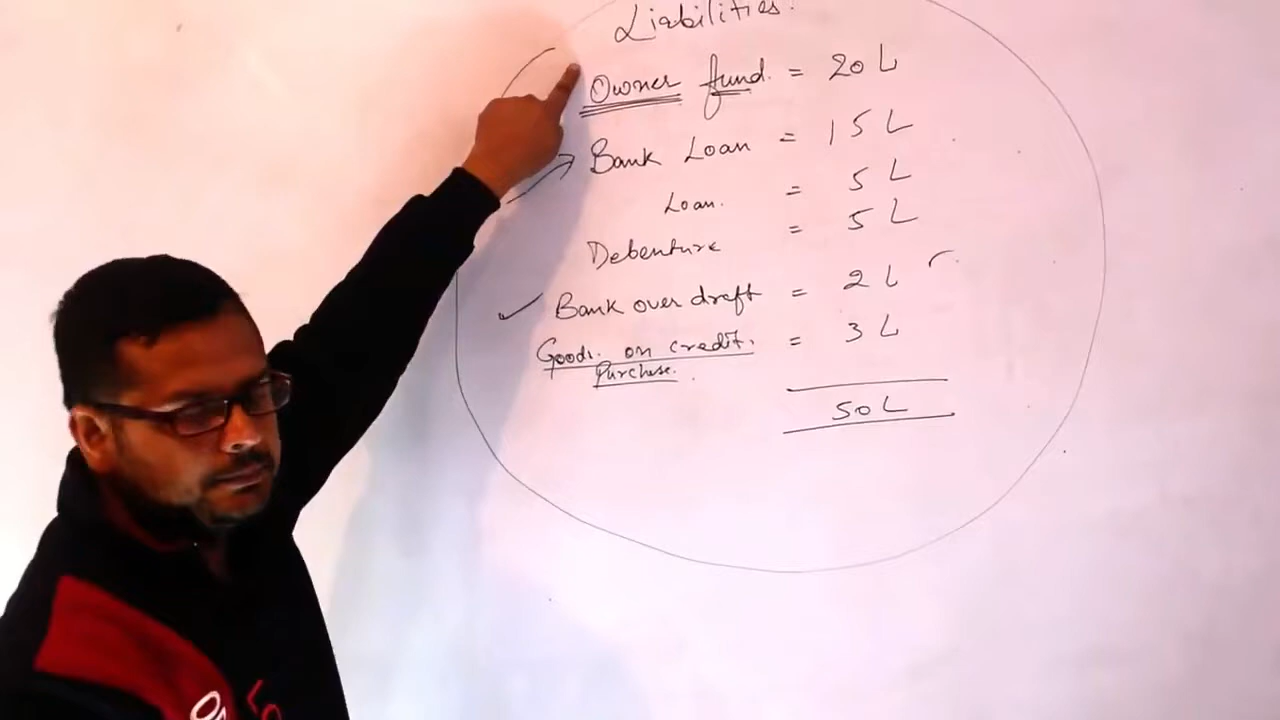 Liabilities.
Owner fund. = 20 L
Bank Loan = 15 L
Loan. = 5 L
Debenture = 5 L
Bank over draft = 2 L
Goods. on credit. = 3 L
Purchase.
50 L